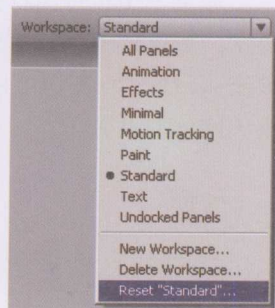 Workspace: Standard
All Panels
Animation
Effects
Minimal
Motion Tracking
Paint
Standard
Text
Undocked Panels
New Workspace...
Delete Workspace...
Reset "Standard"...